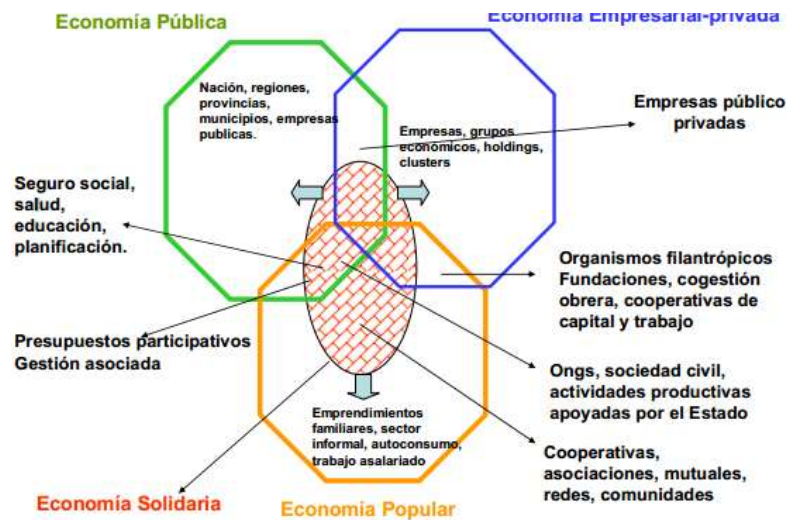 Economía Pública
Economía Empresarial-privada
Nación, regiones,
provincias,
municipios, empresas
publicas.
Empresas, grupos
económicos, holdings,
clusters
Empresas público
privadas
Seguro social,
salud,
educación,
planificación.
Organismos filantrópicos
Fundaciones, cogestión
obrera, cooperativas de
capital y trabajo
Presupuestos participativos
Gestión asociada
Ongs, sociedad civil,
actividades productivas
apoyadas por el Estado
Emprendimientos
familiares, sector
informal, autoconsumo,
trabajo asalariado
Cooperativas,
asociaciones, mutuales,
redes, comunidades
Economía Solidaria
Economía Popular